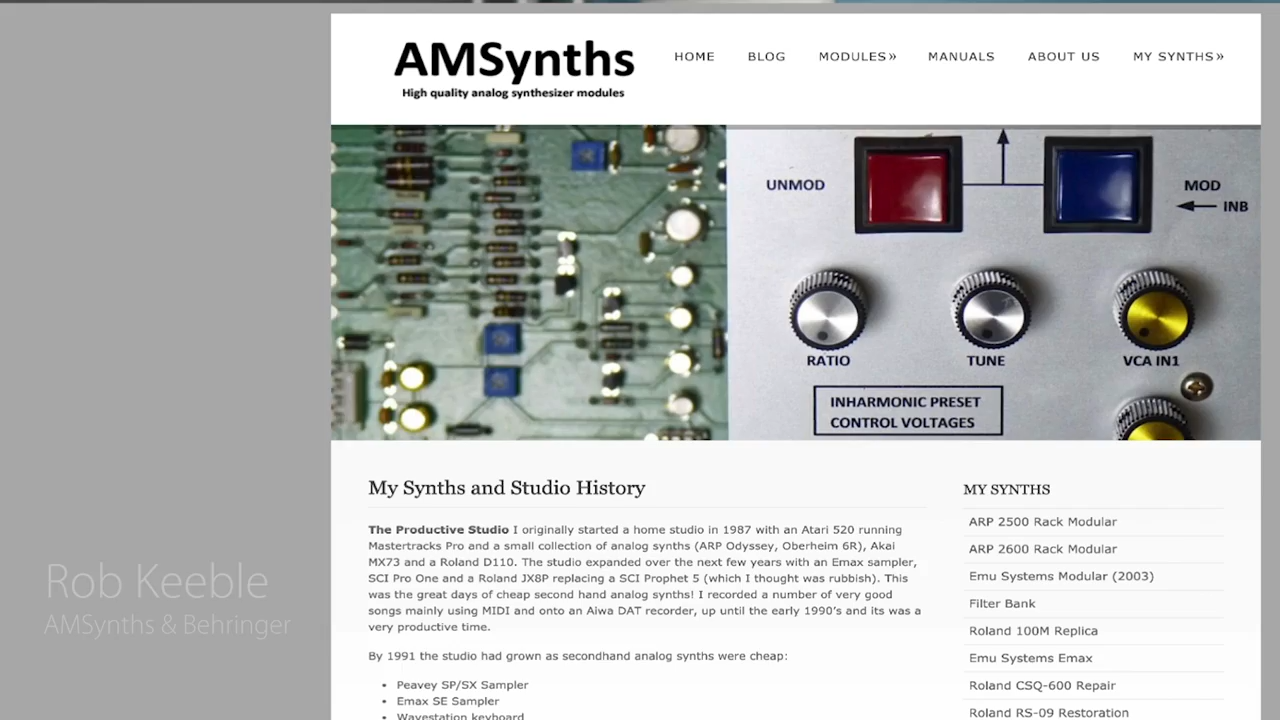 AMSynths
High quality analog synthesizer modules
HOME BLOG MODULES» MANUALS ABOUT US MY SYNTHS»
UNMOD
MOD
INB
RATIO
TUNE
VCA IN1
INHARMONIC PRESET
CONTROL VOLTAGES
My Synths and Studio History
The Productive Studio I originally started a home studio in 1987 with an Atari 520 running
Mastertracks Pro and a small collection of analog synths (ARP Odyssey, Oberheim 6R), Akai
MX73 and a Roland D110. The studio expanded over the next few years with an Emax sampler,
SCI Pro One and a Roland JX8P replacing a SCI Prophet 5 (which I thought was rubbish). This
was the great days of cheap second hand analog synths! I recorded a number of very good
songs mainly using MIDI and onto an Aiwa DAT recorder, up until the early 1990's and its was a
very productive time.
By 1991 the studio had grown as secondhand analog synths were cheap:
• Peavey SP/SX Sampler
• Emax SE Sampler
• Wavestation keyboard
MY SYNTHS
ARP 2500 Rack Modular
ARP 2600 Rack Modular
Emu Systems Modular (2003)
Filter Bank
Roland 100M Replica
Emu Systems Emax
Roland CSQ-600 Repair
Roland RS-09 Restoration
Rob Keeble
AMSynths & Behringer